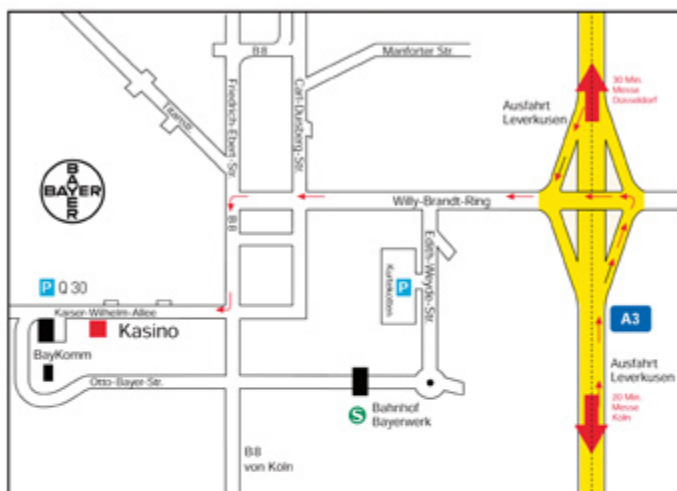 B8
Manforter Str.
30 Min.
Messe
Düsseldorf
Titanstr.
Friedrich-Ebert-Str.
Carl-Duisberg-Str.
Ausfahrt
Leverkusen
BAYER
BAYER
Willy-Brandt-Ring
B8
Edith-Weyde-Str.
P Q 30
P
Kaiser-Wilhelm-Allee
Kasino
A3
BayKomm
Ausfahrt
Leverkusen
Otto-Bayer-Str.
20 Min.
Messe
Köln
S
Bahnhof
Bayerwerk
B8
von Köln